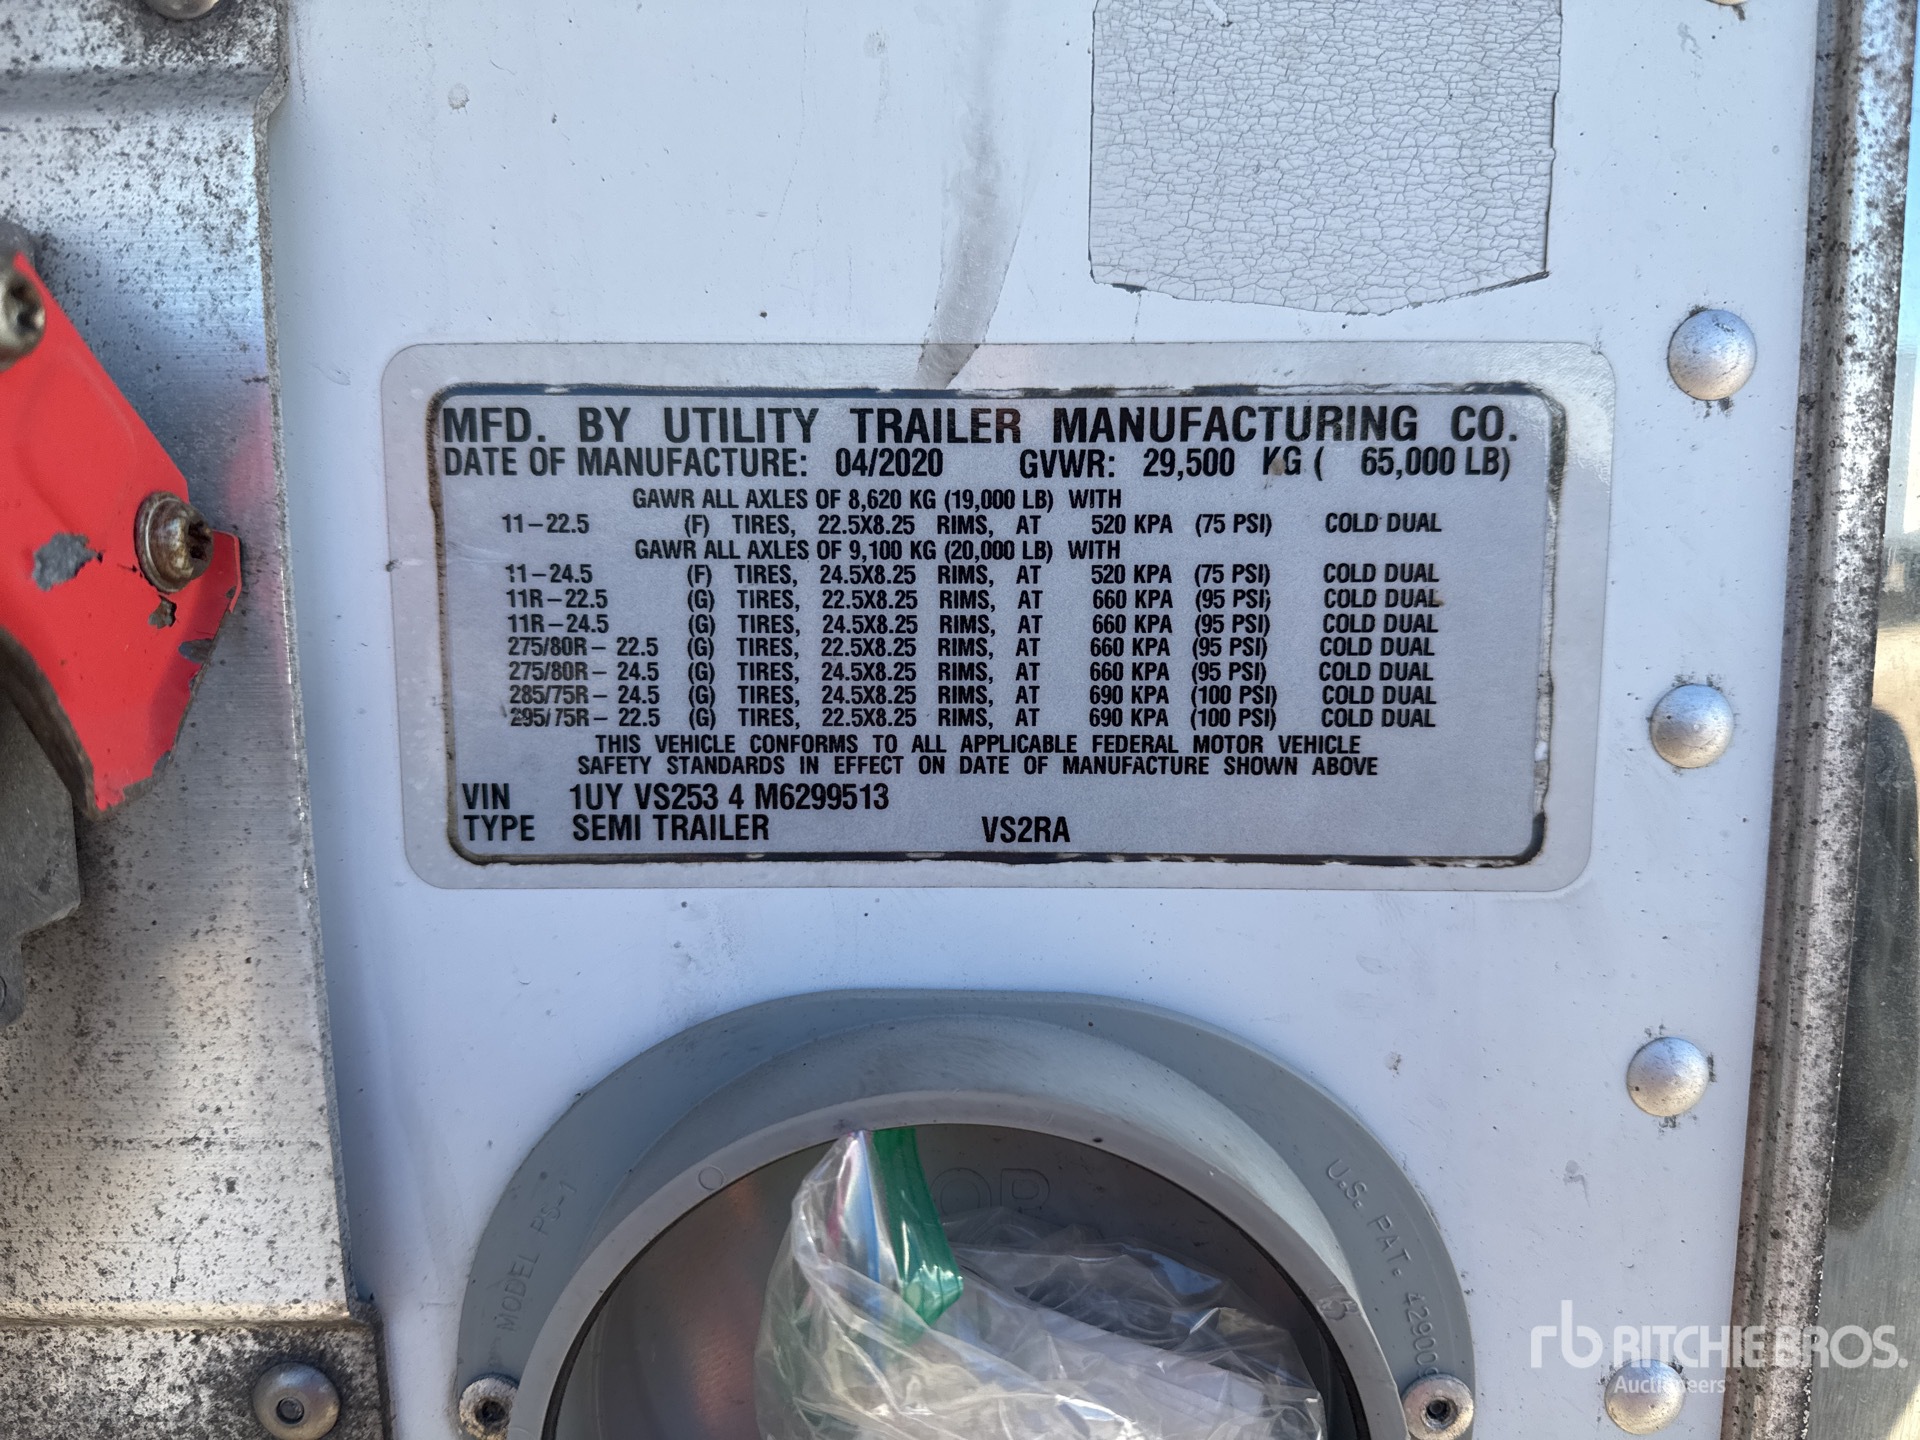 MFD. BY UTILITY TRAILER MANUFACTURING CO.
DATE OF MANUFACTURE: 04/2020 GVWR: 29,500 KG ( 65,000 LB)
GAWR ALL AXLES OF 8,620 KG (19,000 LB) WITH
11-22.5 (F) TIRES, 22.5X8.25 RIMS, AT 520 KPA (75 PSI) COLD DUAL
GAWR ALL AXLES OF 9,100 KG (20,000 LB) WITH
11-24.5 (F) TIRES, 24.5X8.25 RIMS, AT 520 KPA (75 PSI) COLD DUAL
11R-22.5 (G) TIRES, 22.5X8.25 RIMS, AT 660 KPA (95 PSI) COLD DUAL
11R-24.5 (G) TIRES, 24.5X8.25 RIMS, AT 660 KPA (95 PSI) COLD DUAL
275/80R- 22.5 (G) TIRES, 22.5X8.25 RIMS, AT 660 KPA (95 PSI) COLD DUAL
275/80R- 24.5 (G) TIRES, 24.5X8.25 RIMS, AT 660 KPA (95 PSI) COLD DUAL
285/75R- 24.5 (G) TIRES, 24.5X8.25 RIMS, AT 690 KPA (100 PSI) COLD DUAL
295/75R- 22.5 (G) TIRES, 22.5X8.25 RIMS, AT 690 KPA (100 PSI) COLD DUAL
THIS VEHICLE CONFORMS TO ALL APPLICABLE FEDERAL MOTOR VEHICLE
SAFETY STANDARDS IN EFFECT ON DATE OF MANUFACTURE SHOWN ABOVE
VIN 1UY VS253 4 M6299513
TYPE SEMI TRAILER VS2RA
MODEL PS-1
U.S. PAT.
rb RITCHIE BROS.
Auctioneers